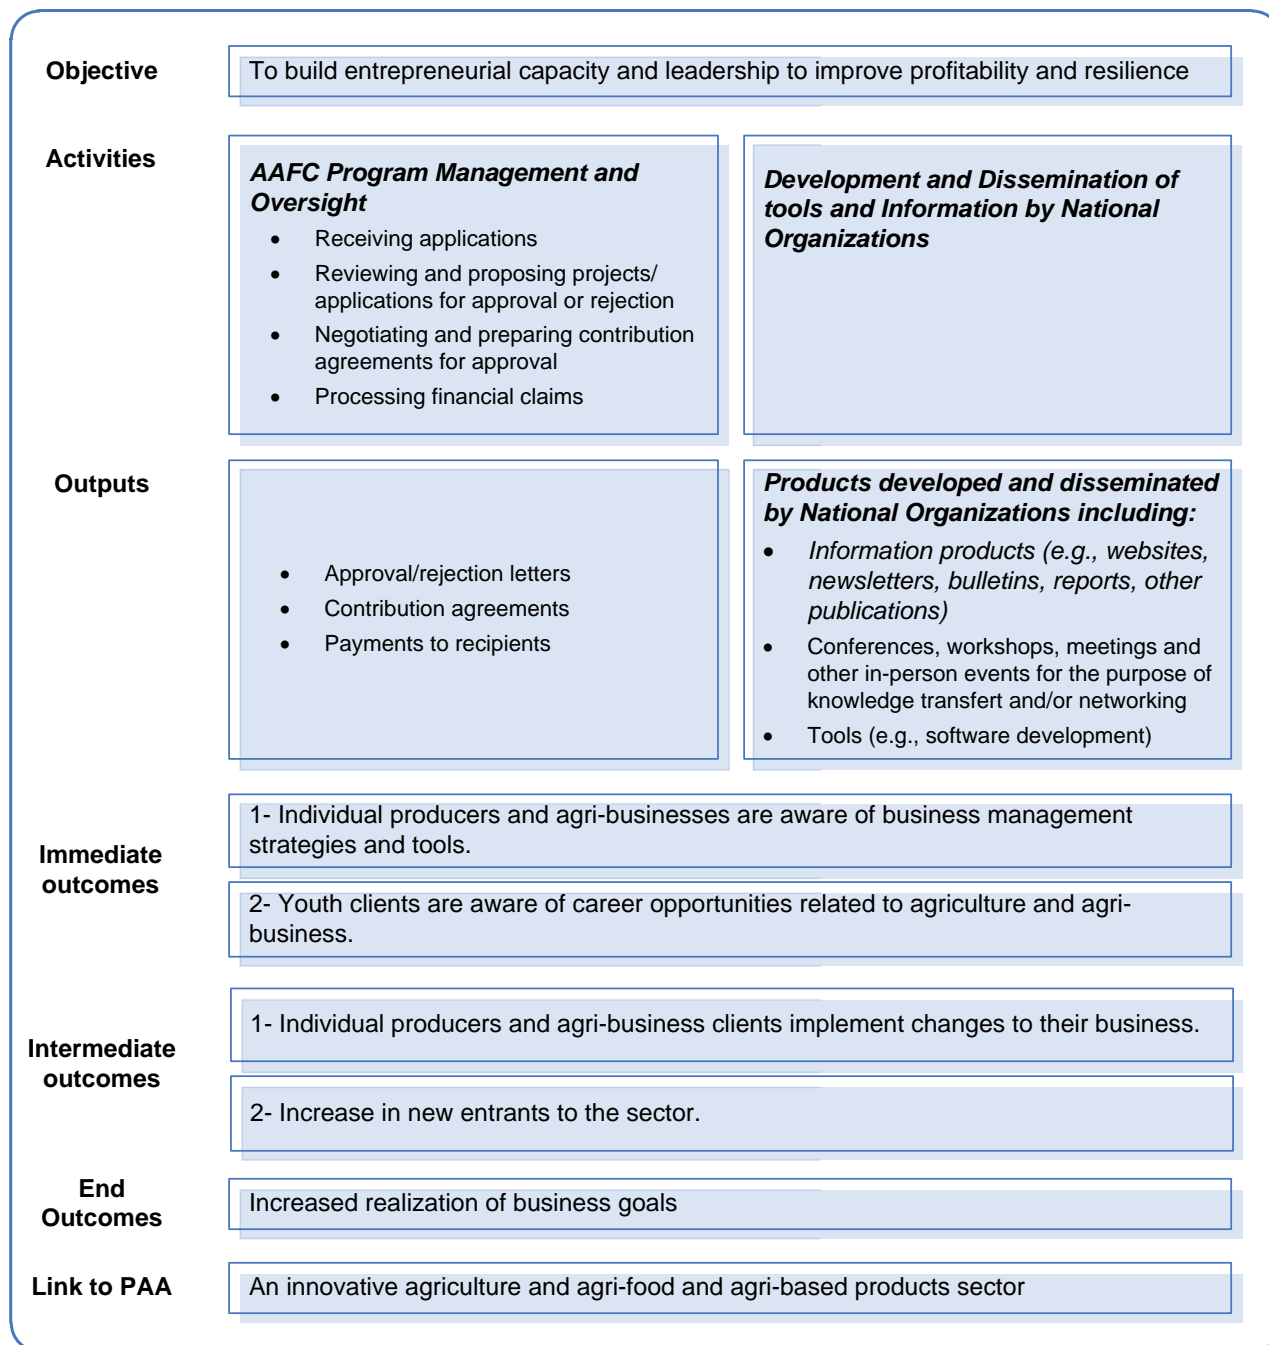 Objective
To build entrepreneurial capacity and leadership to improve profitability and resilience
Activities
AAFC Program Management and
Oversight
• Receiving applications
• Reviewing and proposing projects/
applications for approval or rejection
• Negotiating and preparing contribution
agreements for approval
• Processing financial claims
Development and Dissemination of
tools and Information by National
Organizations
Outputs
• Approval/rejection letters
• Contribution agreements
• Payments to recipients
Products developed and disseminated
by National Organizations including:
• Information products (e.g., websites,
newsletters, bulletins, reports, other
publications)
• Conferences, workshops, meetings and
other in-person events for the purpose of
knowledge transfert and/or networking
• Tools (e.g., software development)
Immediate
outcomes
1- Individual producers and agri-businesses are aware of business management
strategies and tools.
2- Youth clients are aware of career opportunities related to agriculture and agri-
business.
Intermediate
outcomes
1- Individual producers and agri-business clients implement changes to their business.
2- Increase in new entrants to the sector.
End
Outcomes
Increased realization of business goals
Link to PAA
An innovative agriculture and agri-food and agri-based products sector